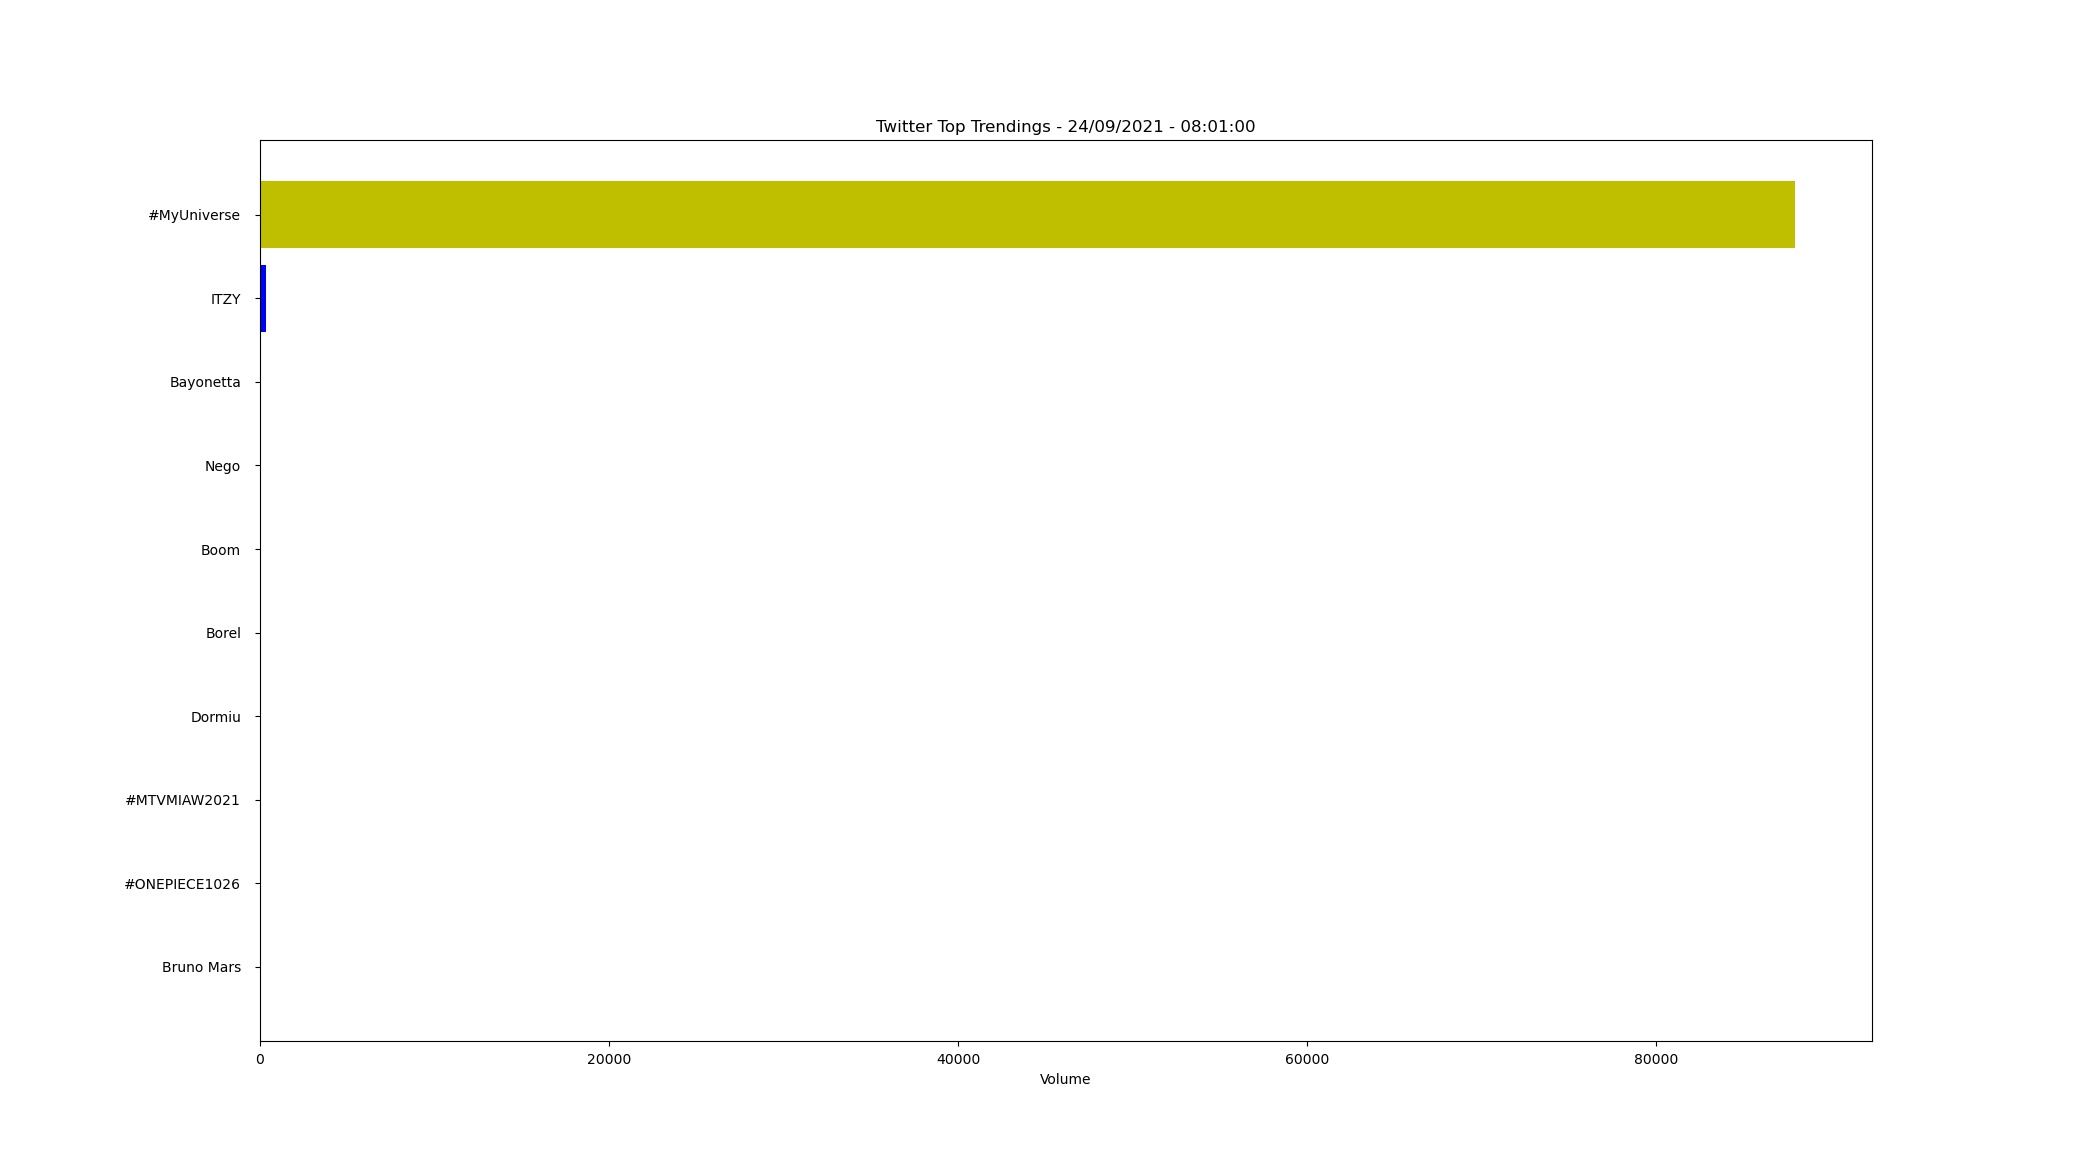 Twitter Top Trendings - 24/09/2021 - 08:01:00
#MyUniverse
ITZY
Bayonetta
Nego
Boom
Borel
Dormiu
#MTVMIAW2021
#ONEPIECE1026
Bruno Mars
0 20000 40000 60000 80000
Volume